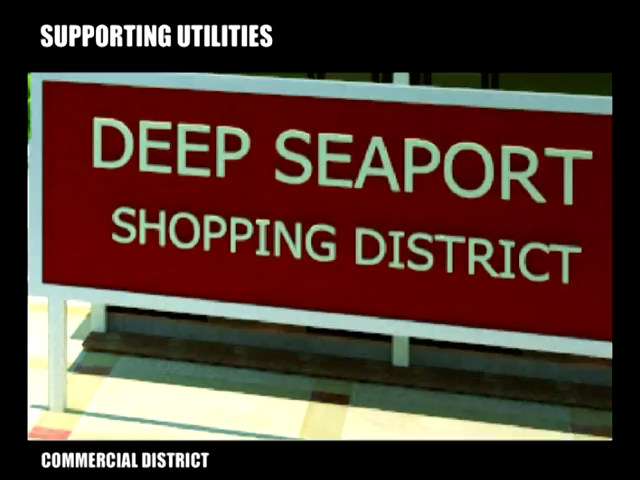 SUPPORTING UTILITIES
DEEP SEAPORT
SHOPPING DISTRICT
COMMERCIAL DISTRICT